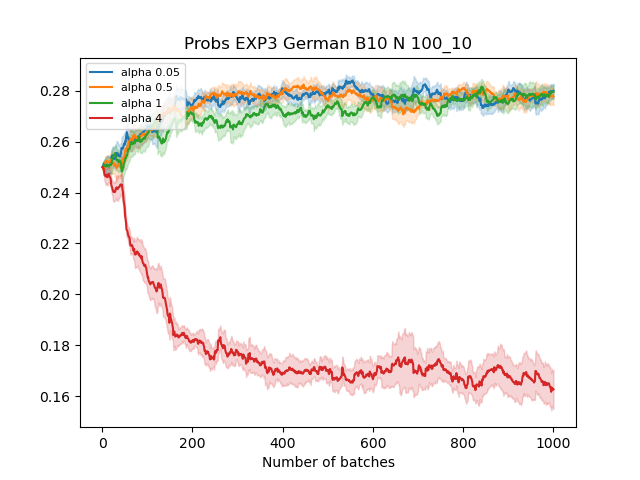 Probs EXP3 German B10 N 100_10
alpha 0.05
alpha 0.5
alpha 1
alpha 4
0.28
0.26
0.24
0.22
0.20
0.18
0.16
0 200 400 600 800 1000
Number of batches